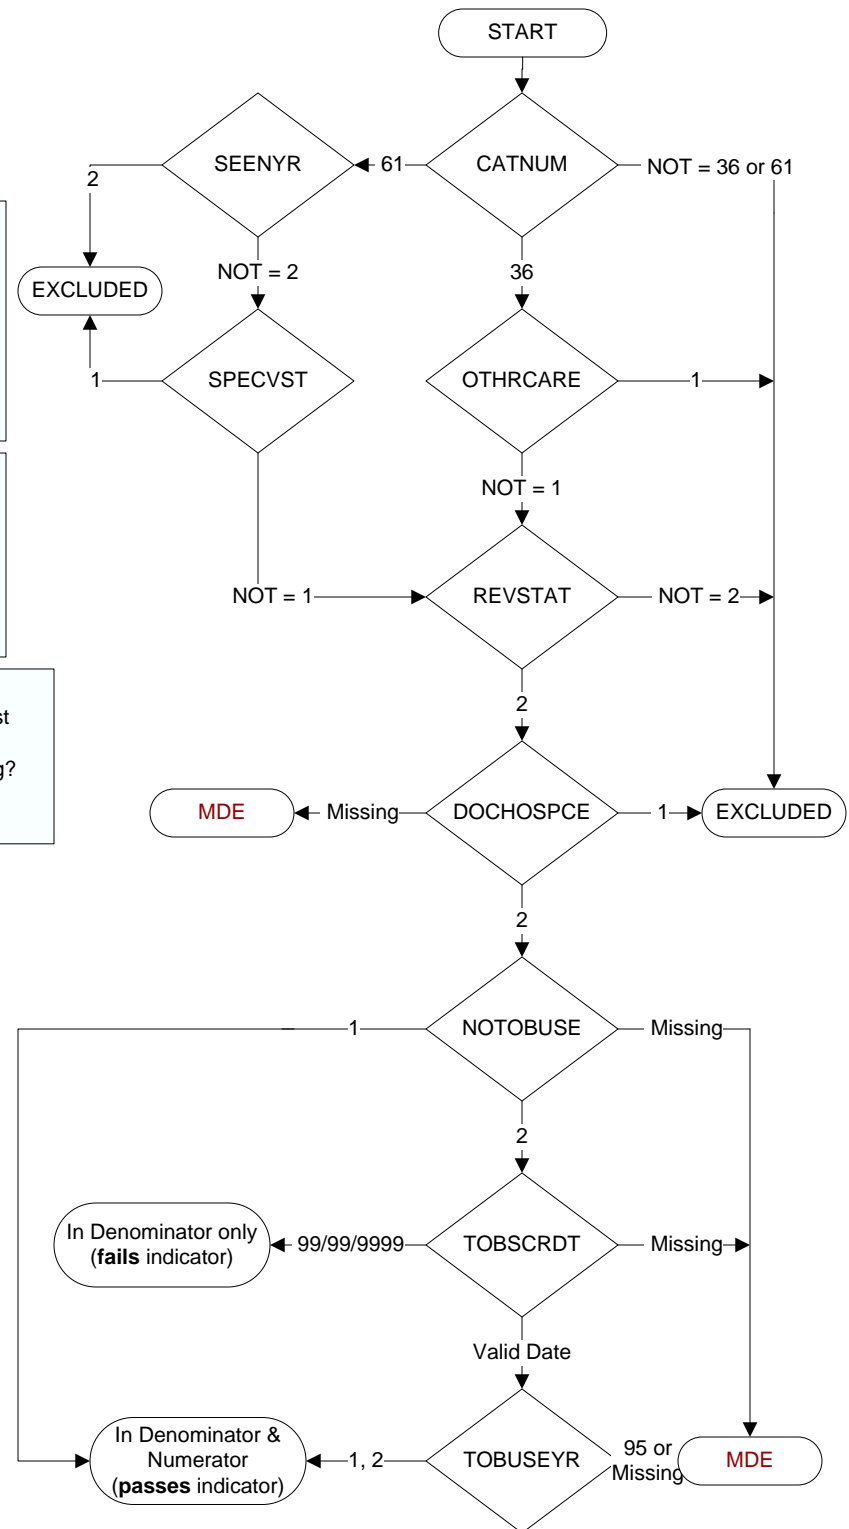 START
SEENYR
61
CATNUM
NOT = 36 or 61
2
EXCLUDED
NOT = 2
36
SPECVST
1
OTHRCARE
1
NOT = 1
NOT = 1
REVSTAT
NOT = 2
2
MDE
Missing
DOCHOSPCE
1
EXCLUDED
2
1
NOTOBUSE
Missing
2
In Denominator only
(fails indicator)
99/99/9999
TOBSCRDT
Missing
Valid Date
In Denominator &
Numerator
(passes indicator)
1, 2
TOBUSEYR
95 or
Missing
MDE